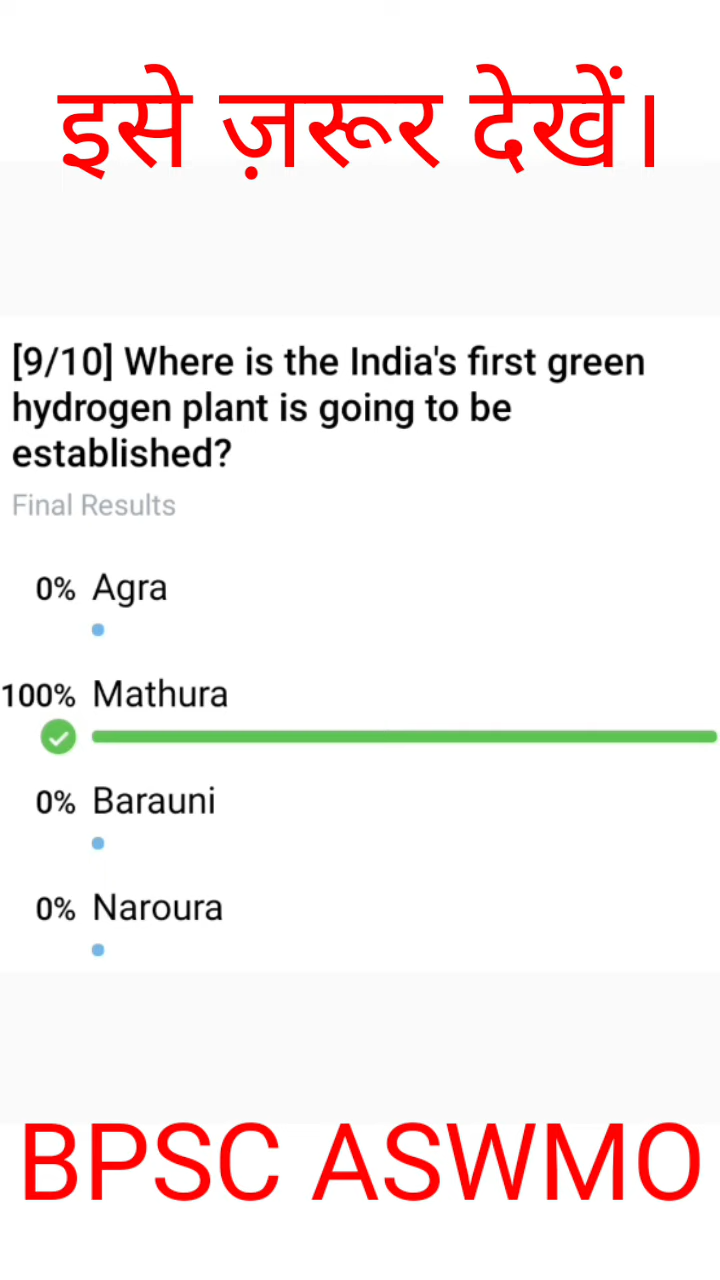 इसे ज़रूर देखें।
[9/10] Where is the India's first green
hydrogen plant is going to be
established?
Final Results
0% Agra
100% Mathura
0% Barauni
0% Naroura
BPSC ASWMO